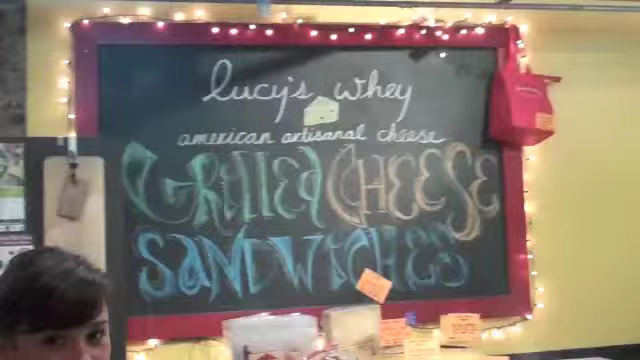 lucy's whey
american artisanal cheese
GRILLED CHEESE
SANDWICHES